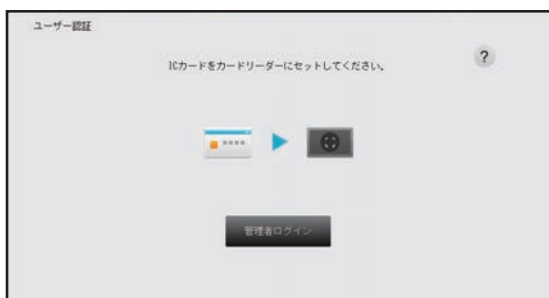 ユーザー認証
ICカードをカードリーダーにセットしてください。
?
管理者ログイン